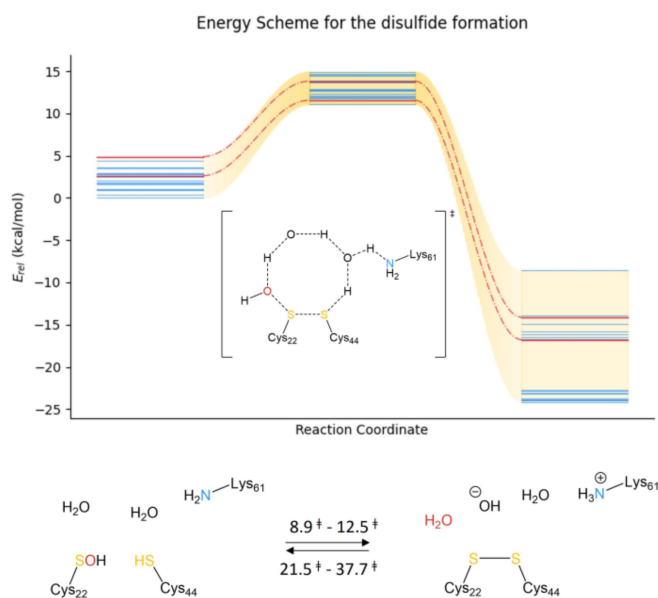 Energy Scheme for the disulfide formation
15
10
5
0
−5
−10
−15
−20
−25
E_rel (kcal/mol)
Reaction Coordinate
‡
O H
H O H Lys61
N
H2
H O H
S S
Cys22 Cys44
H2O H2O H2N Lys61
8.9 ‡ - 12.5 ‡
21.5 ‡ - 37.7 ‡
SOH HS
Cys22 Cys44
H2O ⊖ OH H2O H3N ⊕ Lys61
S S
Cys22 Cys44